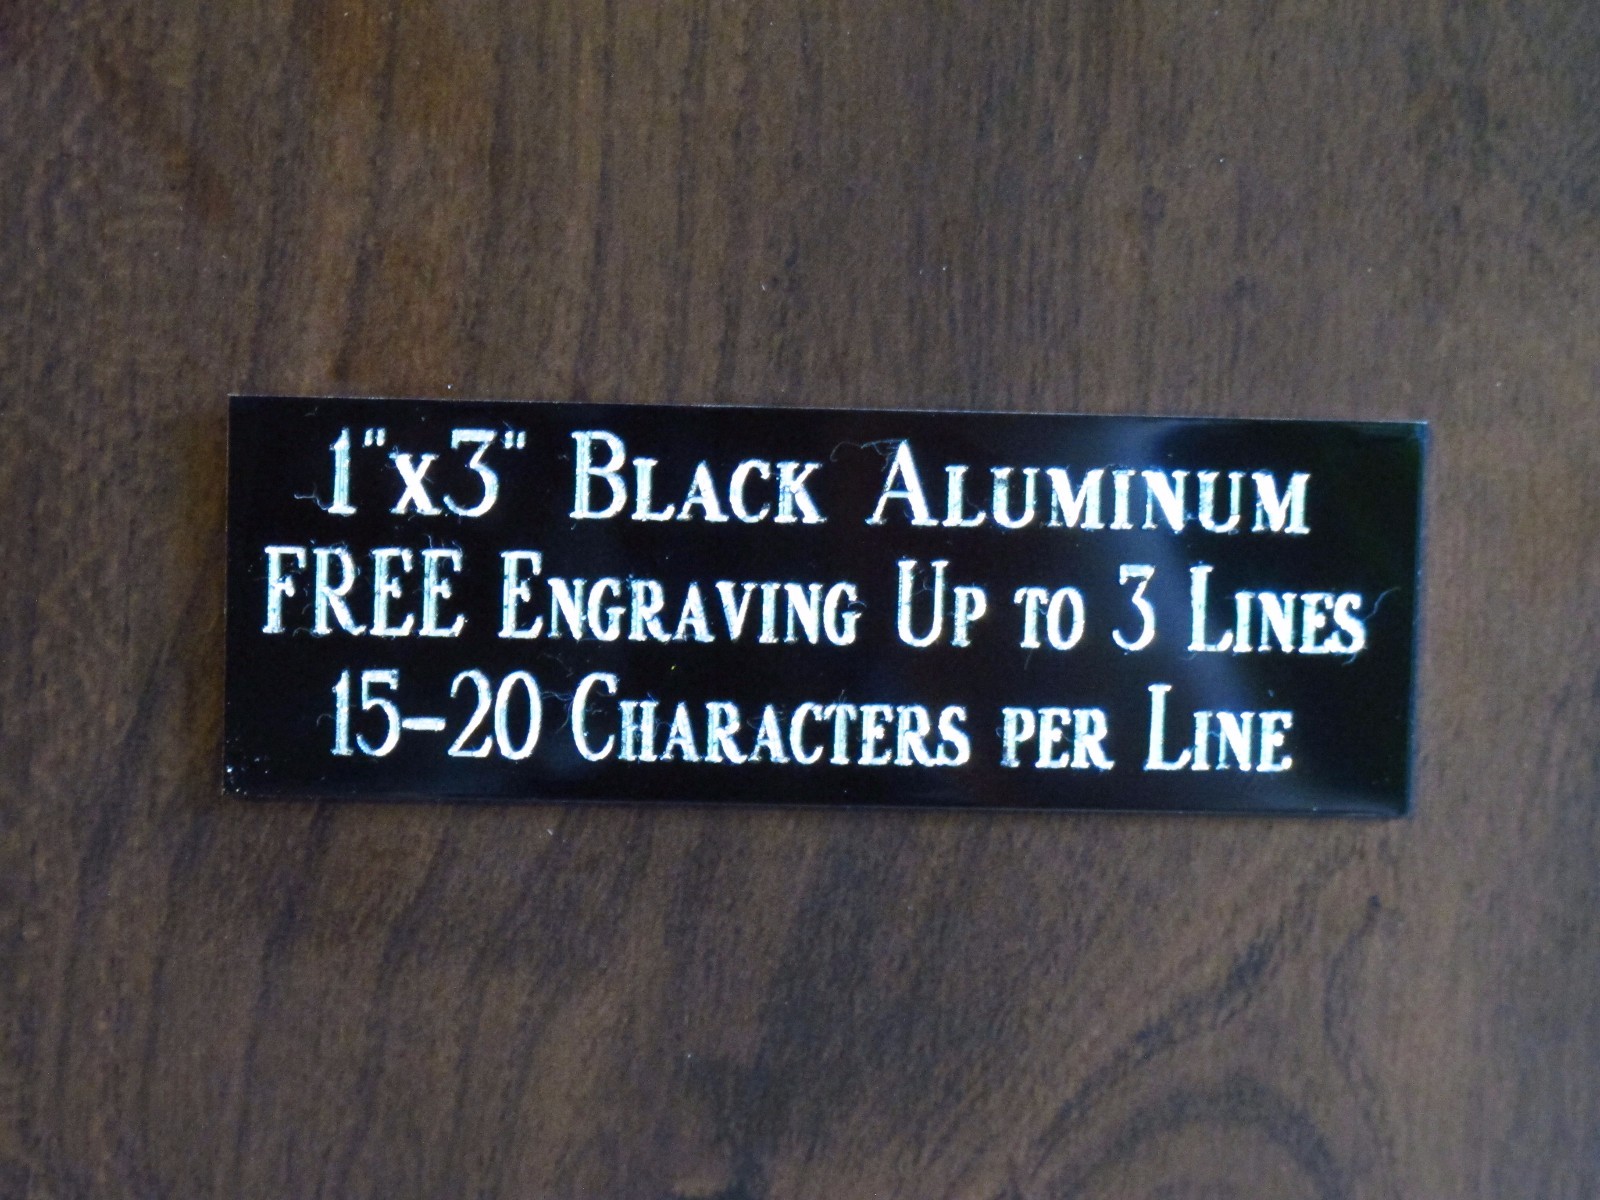 1"x3" Black Aluminum
FREE Engraving Up to 3 Lines
15-20 Characters per Line